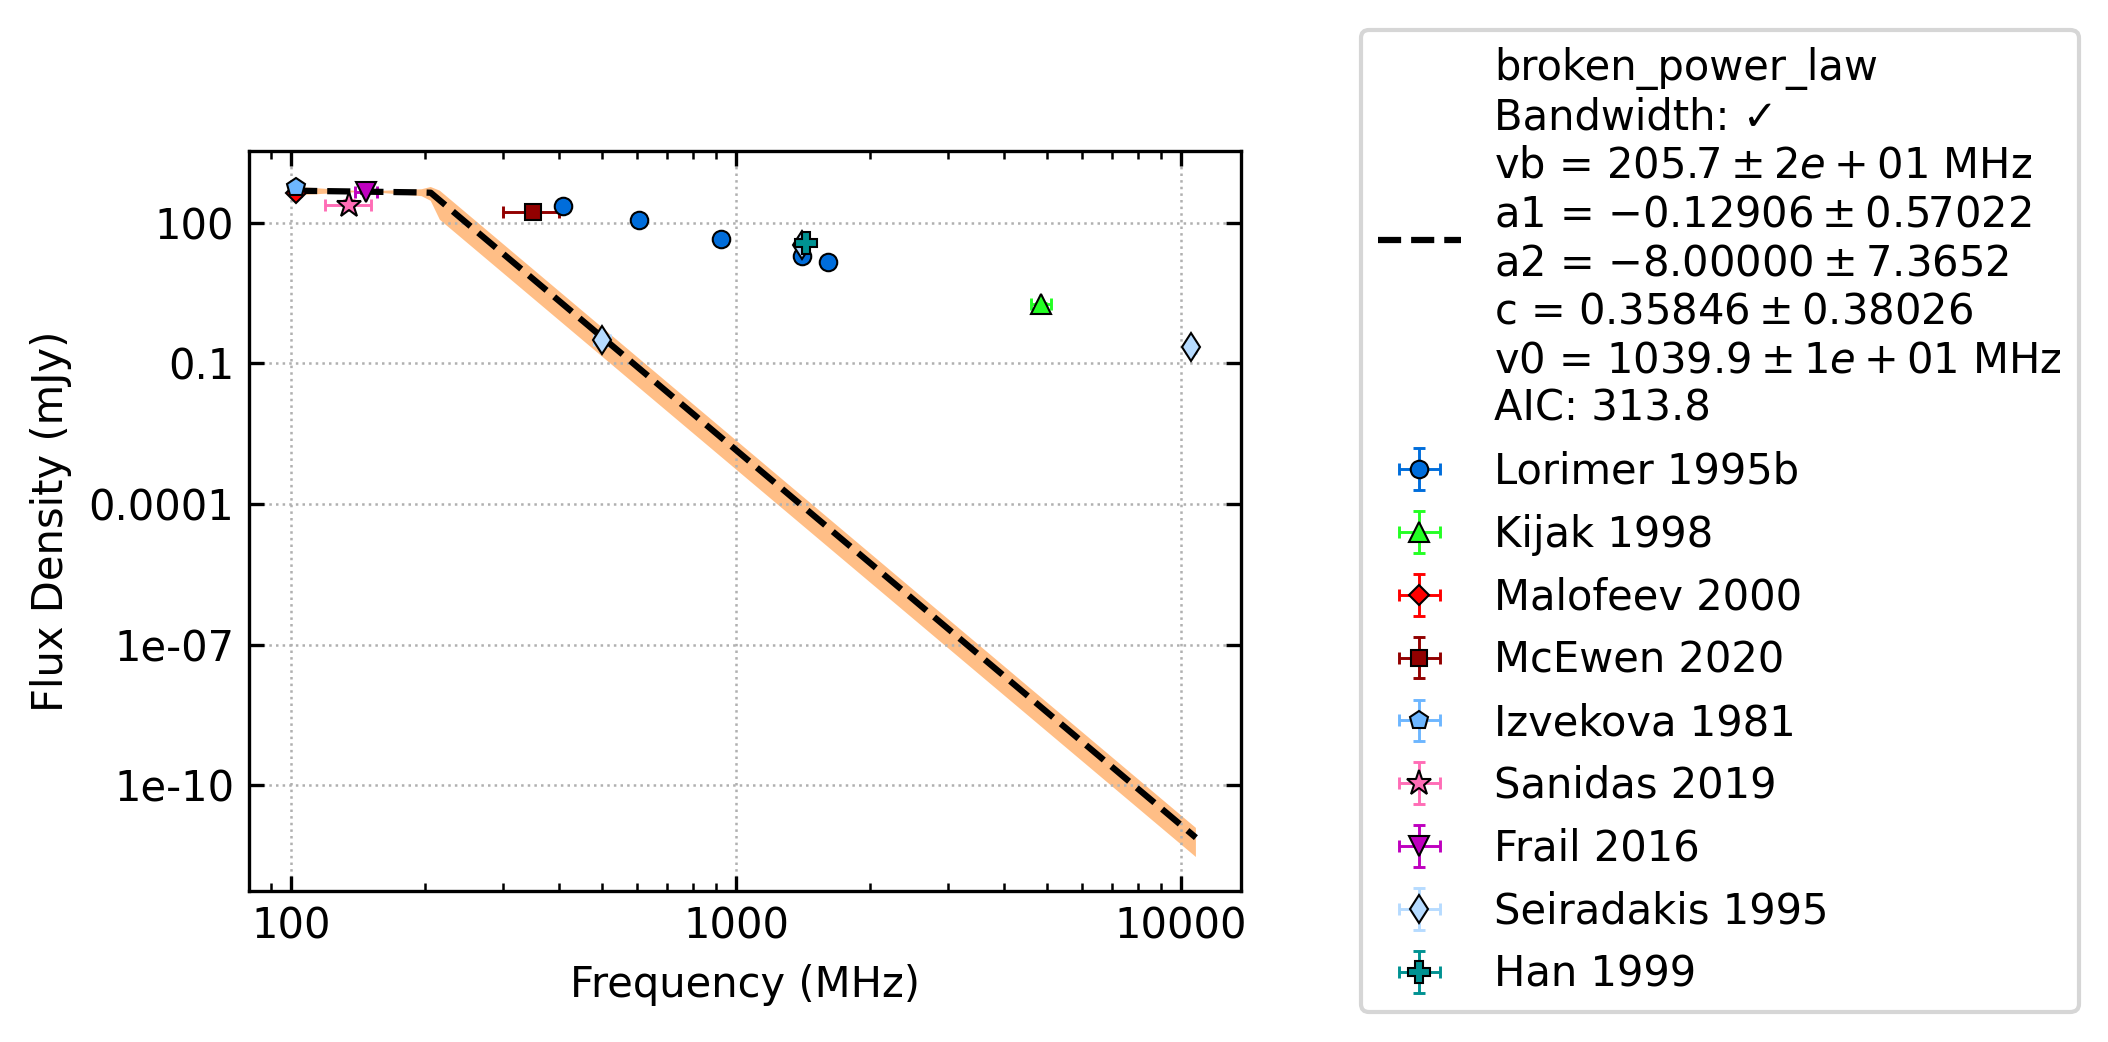 100
0.1
0.0001
1e-07
1e-10
Flux Density (mJy)
100
1000
10000
Frequency (MHz)
broken_power_law
Bandwidth: ✓
vb = 205.7 ± 2e + 01 MHz
a1 = −0.12906 ± 0.57022
a2 = −8.00000 ± 7.3652
c = 0.35846 ± 0.38026
v0 = 1039.9 ± 1e + 01 MHz
AIC: 313.8
Lorimer 1995b
Kijak 1998
Malofeev 2000
McEwen 2020
Izvekova 1981
Sanidas 2019
Frail 2016
Seiradakis 1995
Han 1999